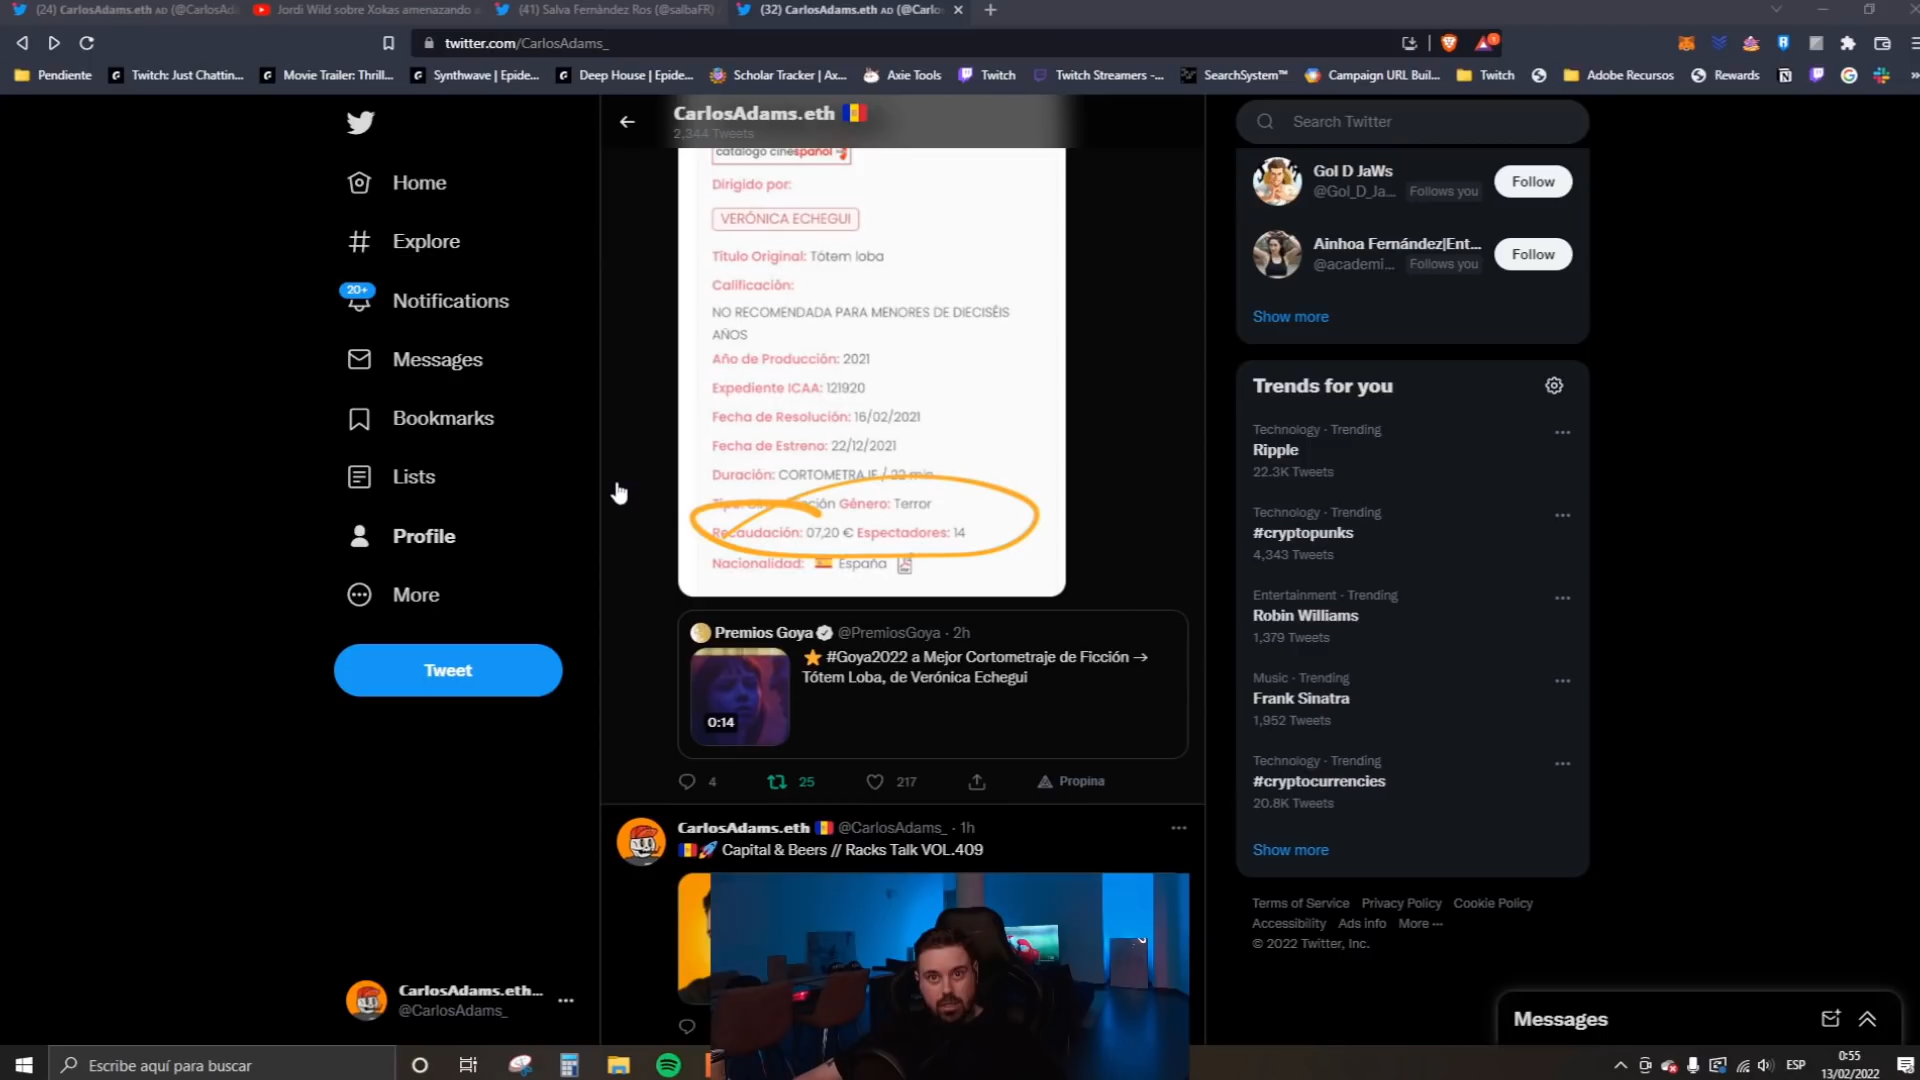 (24) CarlosAdams.eth AD (@CarlosAd
Jordi Wild sobre Xokas amenazando a
(41) Salva Fernàndez Ros (@salbaFR)
(32) CarlosAdams.eth AD (@Carlo
twitter.com/CarlosAdams_
Pendiente
Twitch: Just Chattin...
Movie Trailer: Thrill...
Synthwave | Epide...
Deep House | Epide...
Scholar Tracker | Ax...
Axie Tools
Twitch
Twitch Streamers -...
SearchSystem™
Campaign URL Buil...
Twitch
Adobe Recursos
Rewards
Home
Explore
20+
Notifications
Messages
Bookmarks
Lists
Profile
More
Tweet
CarlosAdams.eth...
@CarlosAdams_
CarlosAdams.eth
2.344 Tweets
catálogo cinespañol
Dirigido por:
VERÓNICA ECHEGUI
Título Original: Tótem loba
Calificación:
NO RECOMENDADA PARA MENORES DE DIECISÉIS
AÑOS
Año de Producción: 2021
Expediente ICAA: 121920
Fecha de Resolución: 16/02/2021
Fecha de Estreno: 22/12/2021
Duración: CORTOMETRAJE / 22 min
Género: Terror
Recaudación: 07,20 € Espectadores: 14
Nacionalidad: España
Premios Goya @PremiosGoya · 2h
#Goya2022 a Mejor Cortometraje de Ficción →
Tótem Loba, de Verónica Echegui
0:14
4
25
217
Propina
CarlosAdams.eth @CarlosAdams_ · 1h
Capital & Beers // Racks Talk VOL.409
Search Twitter
Gol D JaWs
@Gol_D_Ja... Follows you
Follow
Ainhoa Fernández|Ent...
@academi... Follows you
Follow
Show more
Trends for you
Technology · Trending
Ripple
22.3K Tweets
Technology · Trending
#cryptopunks
4,343 Tweets
Entertainment · Trending
Robin Williams
1,379 Tweets
Music · Trending
Frank Sinatra
1,952 Tweets
Technology · Trending
#cryptocurrencies
20.8K Tweets
Show more
Terms of Service Privacy Policy Cookie Policy
Accessibility Ads info More ···
© 2022 Twitter, Inc.
Messages
Escribe aquí para buscar
ESP
0:55
13/02/2022